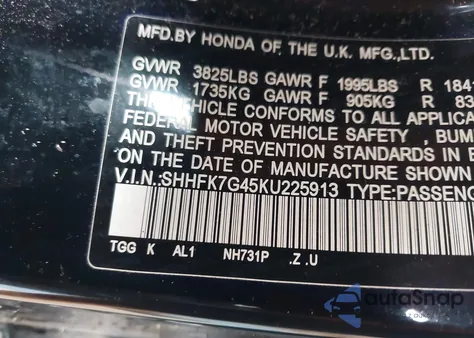 MFD.BY HONDA OF THE U.K. MFG.,LTD.
GVWR 3825LBS GAWR F 1995LBS R 184
GVWR 1735KG GAWR F 905KG R 83
VEHICLE CONFORMS TO ALL APPLICA
FEDERAL MOTOR VEHICLE SAFETY , BUM
AND THEFT PREVENTION STANDARDS IN E
ON THE DATE OF MANUFACTURE SHOWN
V.I.N.:SHHFK7G45KU225913 TYPE:PASSENG
TGG K AL1 NH731P .Z .U
autoSnap